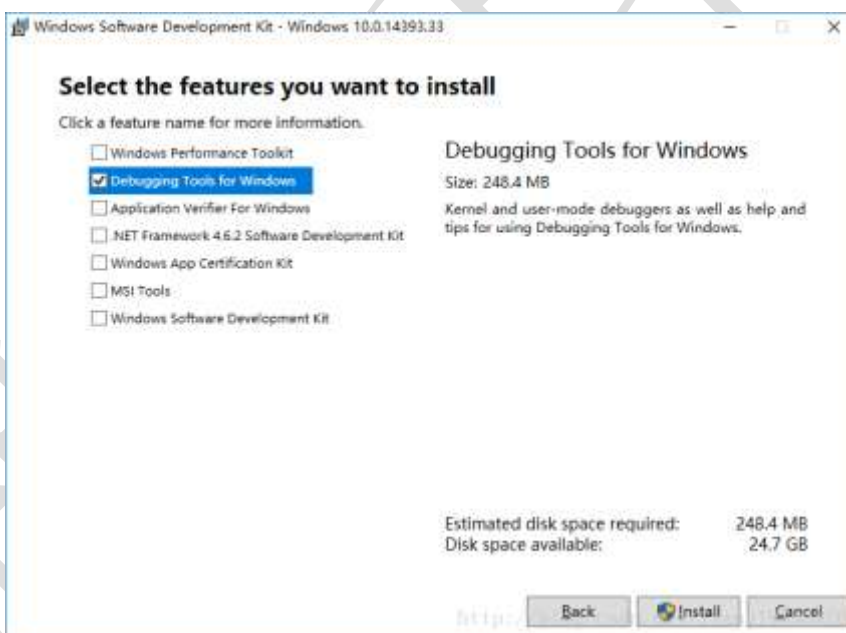 Windows Software Development Kit - Windows 10.0.14393.33
Select the features you want to install
Click a feature name for more information.
Windows Performance Toolkit
Debugging Tools for Windows
Application Verifier For Windows
.NET Framework 4.6.2 Software Development Kit
Windows App Certification Kit
MSI Tools
Windows Software Development Kit
Debugging Tools for Windows
Size: 248.4 MB
Kernel and user-mode debuggers as well as help and
tips for using Debugging Tools for Windows.
Estimated disk space required: 248.4 MB
Disk space available: 24.7 GB
Back Install Cancel